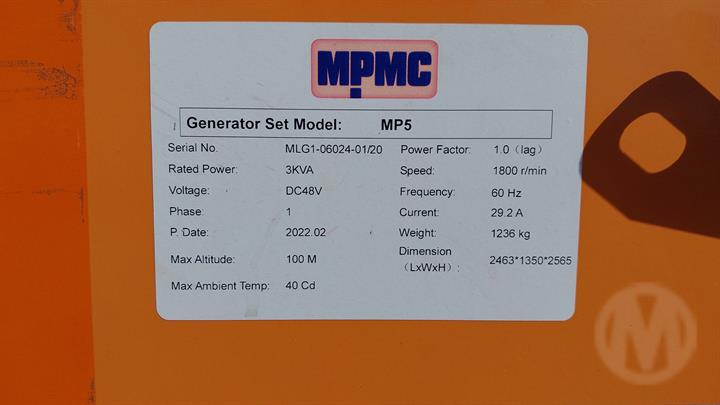 MPMC
Generator Set Model: MP5
Serial No. MLG1-06024-01/20 Power Factor: 1.0（lag）
Rated Power: 3KVA Speed: 1800 r/min
Voltage: DC48V Frequency: 60 Hz
Phase: 1 Current: 29.2 A
P. Date: 2022.02 Weight: 1236 kg
Max Altitude: 100 M Dimension（LxWxH）: 2463*1350*2565
Max Ambient Temp: 40 Cd
M